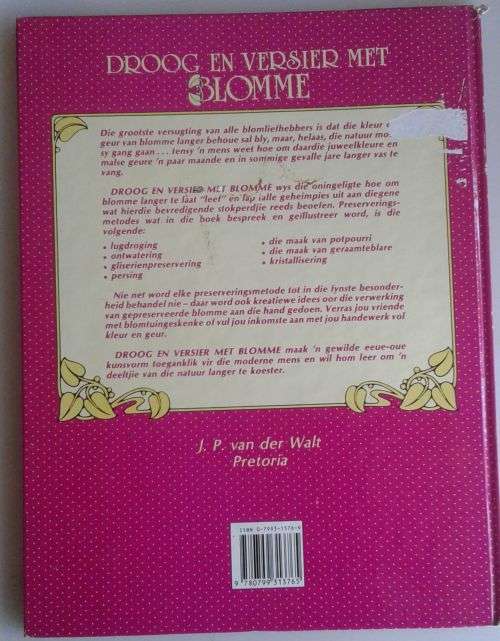 DROOG EN VERSIER MET
BLOMME
Die grootste versugting van alle blomliefhebbers is dat die kleur
geur van blomme langer behoue sal bly, maar, helaas, die natuur mo
sy gang gaan . . . tensy 'n mens weet hoe om daardie juweelkleure en
malse geure 'n paar maande en in sommige gevalle jare langer vas te
vang.
DROOG EN VERSIER MET BLOMME wys die oningeligte hoe om
blomme langer te laat "leef" en lap alle geheimpies uit aan diegene
wat hierdie bevredigende stokperdjie reeds beoefen. Preserverings-
metodes wat in die boek bespreek en geïllustreer word, is die
volgende:
• lugdroging
• ontwatering
• gliserienpreservering
• persing
• die maak van potpourri
• die maak van geraamteblare
• kristallisering
Nie net word elke preserveringsmetode tot in die fynste besonder-
heid behandel nie – daar word ook kreatiewe idees oor die verwerking
van gepreserveerde blomme aan die hand gedoen. Verras jou vriende
met blomtuingeskenke of vul jou inkomste aan met jou handewerk vol
kleur en geur.
DROOG EN VERSIER MET BLOMME maak 'n gewilde eeue-oue
kunsvorm toeganklik vir die moderne mens en wil hom leer om 'n
deeltjie van die natuur langer te koester.
J. P. van der Walt
Pretoria
ISBN 0-7993-1576-9
9 780799 315765